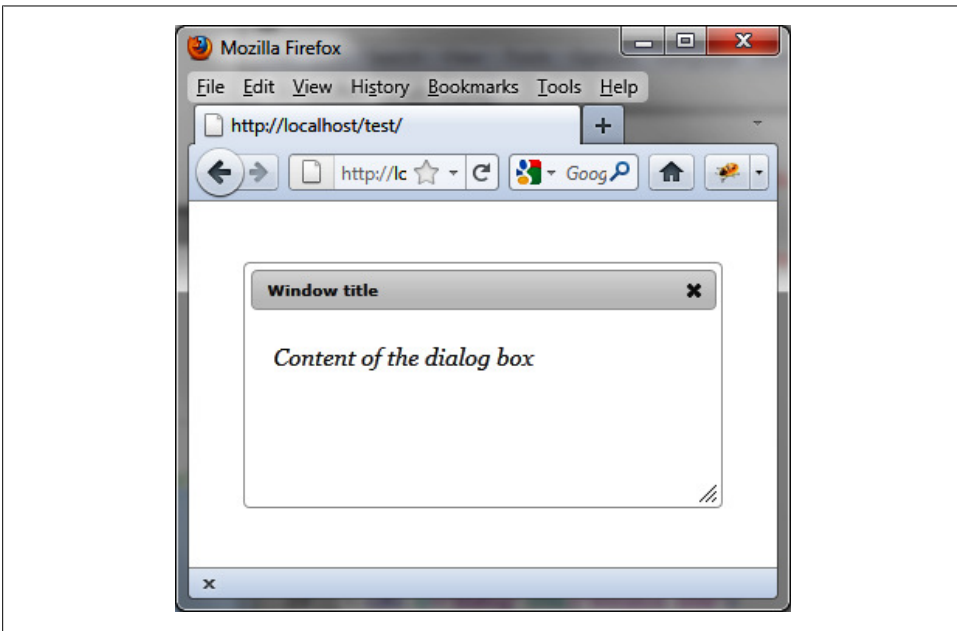 Mozilla Firefox
File Edit View History Bookmarks Tools Help
http://localhost/test/
http://lc Goog
Window title
Content of the dialog box
x